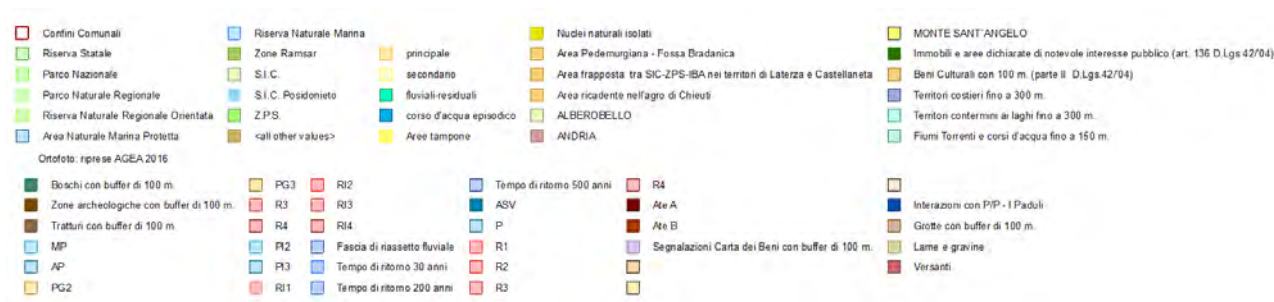 Confini Comunali
Riserva Statale
Parco Nazionale
Parco Naturale Regionale
Riserva Naturale Regionale Orientata
Area Naturale Marina Protetta
Riserva Naturale Marina
Zone Ramsar
S.I.C.
S.I.C. Posidonieto
Z.P.S.
<all other values>
principale
secondario
fluviali-residuali
corso d'acqua episodico
Aree tampone
Nuclei naturali isolati
Area Pedemurgiana - Fossa Bradanica
Area frapposta tra SIC-ZPS-IBA nei territori di Laterza e Castellaneta
Area ricadente nell'agro di Chieuti
ALBEROBELLO
ANDRIA
MONTE SANT'ANGELO
Immobili e aree dichiarate di notevole interesse pubblico (art. 136 D.Lgs.42/04)
Beni Culturali con 100 m. (parte II D.Lgs.42/04)
Territori costieri fino a 300 m.
Territori contermini ai laghi fino a 300 m.
Fiumi Torrenti e corsi d'acqua fino a 150 m.
Ortofoto: riprese AGEA 2016
Boschi con buffer di 100 m.
Zone archeologiche con buffer di 100 m.
Tratturi con buffer di 100 m.
MP
AP
PG2
PG3
R3
R4
PI2
PI3
RI1
RI2
RI3
RI4
Fascia di riassetto fluviale
Tempo di ritorno 30 anni
Tempo di ritorno 200 anni
Tempo di ritorno 500 anni
ASV
P
R1
R2
R3
R4
Ate A
Ate B
Segnalazioni Carta dei Beni con buffer di 100 m.
Interazioni con P/P - I Paduli
Grotte con buffer di 100 m.
Lame e gravine
Versanti